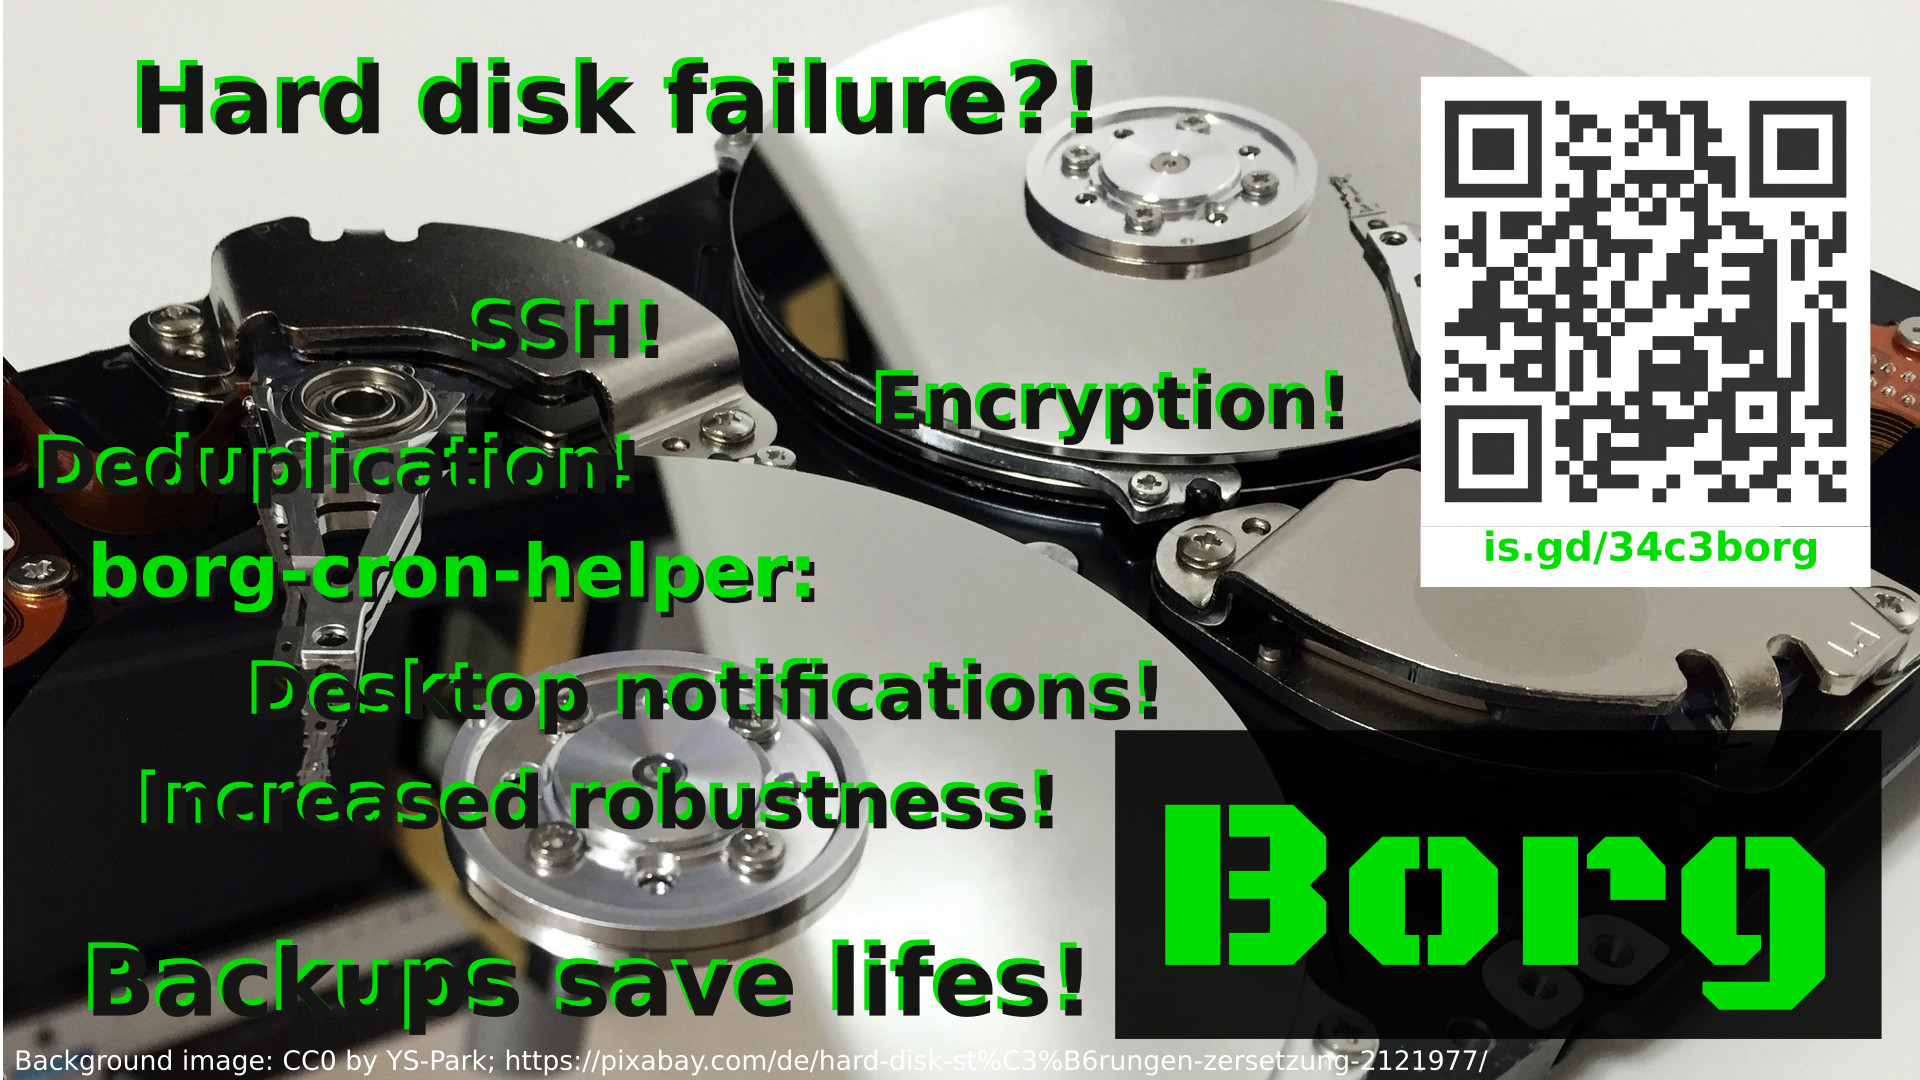 Hard disk failure?!
SSH!
Encryption!
Deduplication!
borg-cron-helper:
Desktop notifications!
Increased robustness!
Backups save lifes!
is.gd/34c3borg
Borg
Background image: CC0 by YS-Park; https://pixabay.com/de/hard-disk-st%C3%B6rungen-zersetzung-2121977/